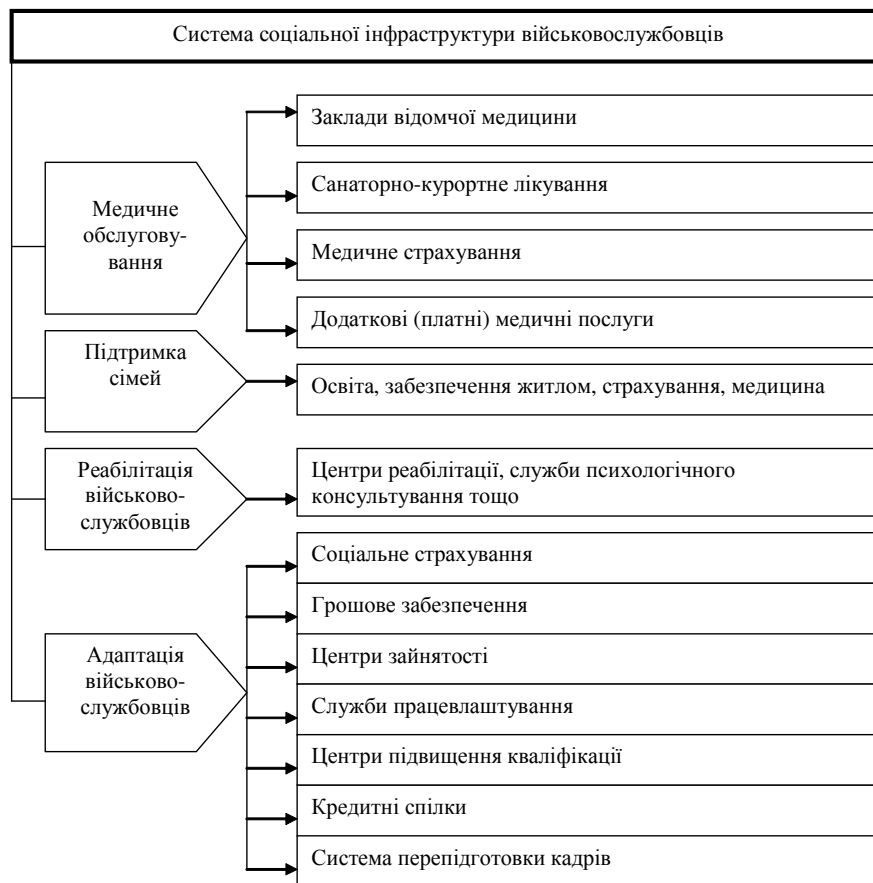 Система соціальної інфраструктури військовослужбовців
Медичне
обслугову-
вання
Заклади відомчої медицини
Санаторно-курортне лікування
Медичне страхування
Додаткові (платні) медичні послуги
Підтримка
сімей
Освіта, забезпечення житлом, страхування, медицина
Реабілітація
військово-
службовців
Центри реабілітації, служби психологічного
консультування тощо
Адаптація
військово-
службовців
Соціальне страхування
Грошове забезпечення
Центри зайнятості
Служби працевлаштування
Центри підвищення кваліфікації
Кредитні спілки
Система перепідготовки кадрів